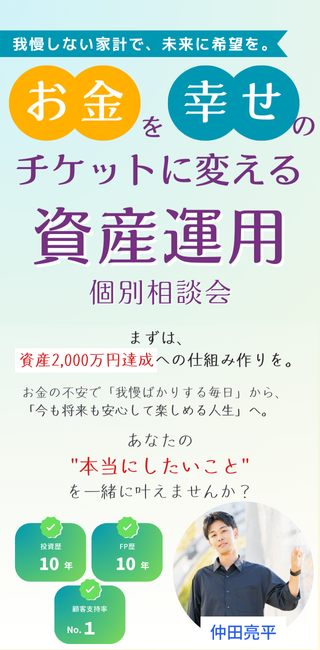 我慢しない家計で、未来に希望を。
お金を幸せの
チケットに変える
資産運用
個別相談会
まずは、
資産2,000万円達成への仕組み作りを。
お金の不安で「我慢ばかりする毎日」から、
「今も将来も安心して楽しめる人生」へ。
あなたの
"本当にしたいこと"
を一緒に叶えませんか？
投資歴
10 年
FP歴
10 年
顧客支持率
No. 1
仲田亮平